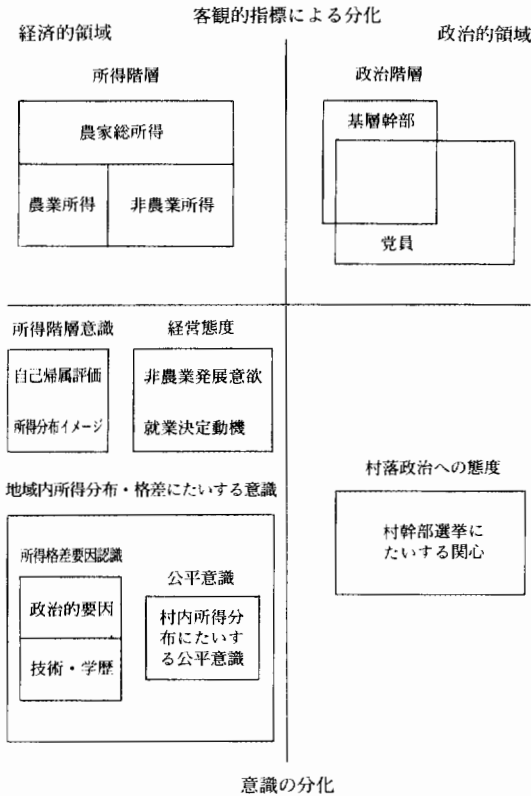 客観的指標による分化
経済的領域
政治的領域
所得階層
農家総所得
農業所得
非農業所得
政治階層
基層幹部
党員
所得階層意識
自己帰属評価
所得分布イメージ
経営態度
非農業発展意欲
就業決定動機
地域内所得分布・格差にたいする意識
所得格差要因認識
政治的要因
技術・学歴
公平意識
村内所得分
布にたいす
る公平意識
村落政治への態度
村幹部選挙に
たいする関心
意識の分化